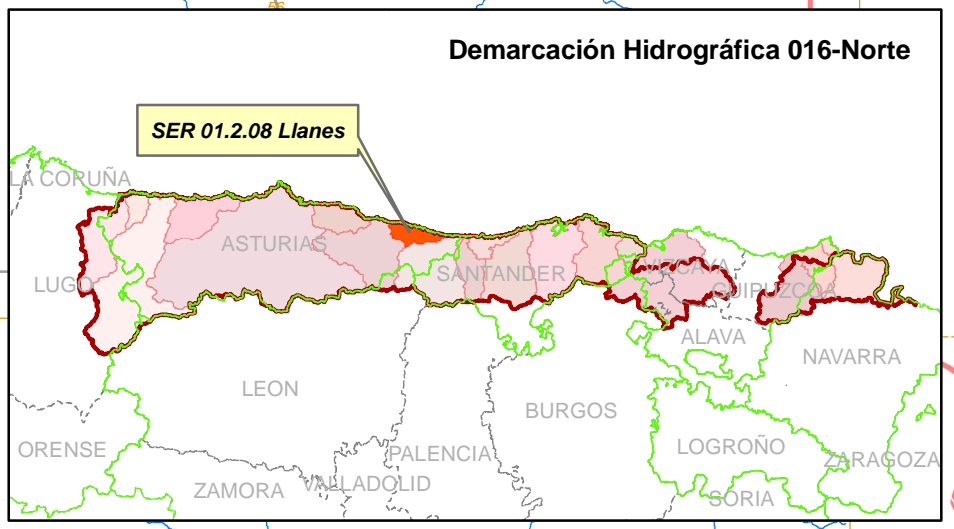 Demarcación Hidrográfica 016-Norte
SER 01.2.08 Llanes
LA CORUÑA
ASTURIAS
SANTANDER
VIZCAYA
LUGO
GUIPUZCOA
ALAVA
NAVARRA
LEON
BURGOS
ORENSE
PALENCIA
LOGROÑO
ZARAGOZA
ZAMORA
VALLADOLID
SORIA